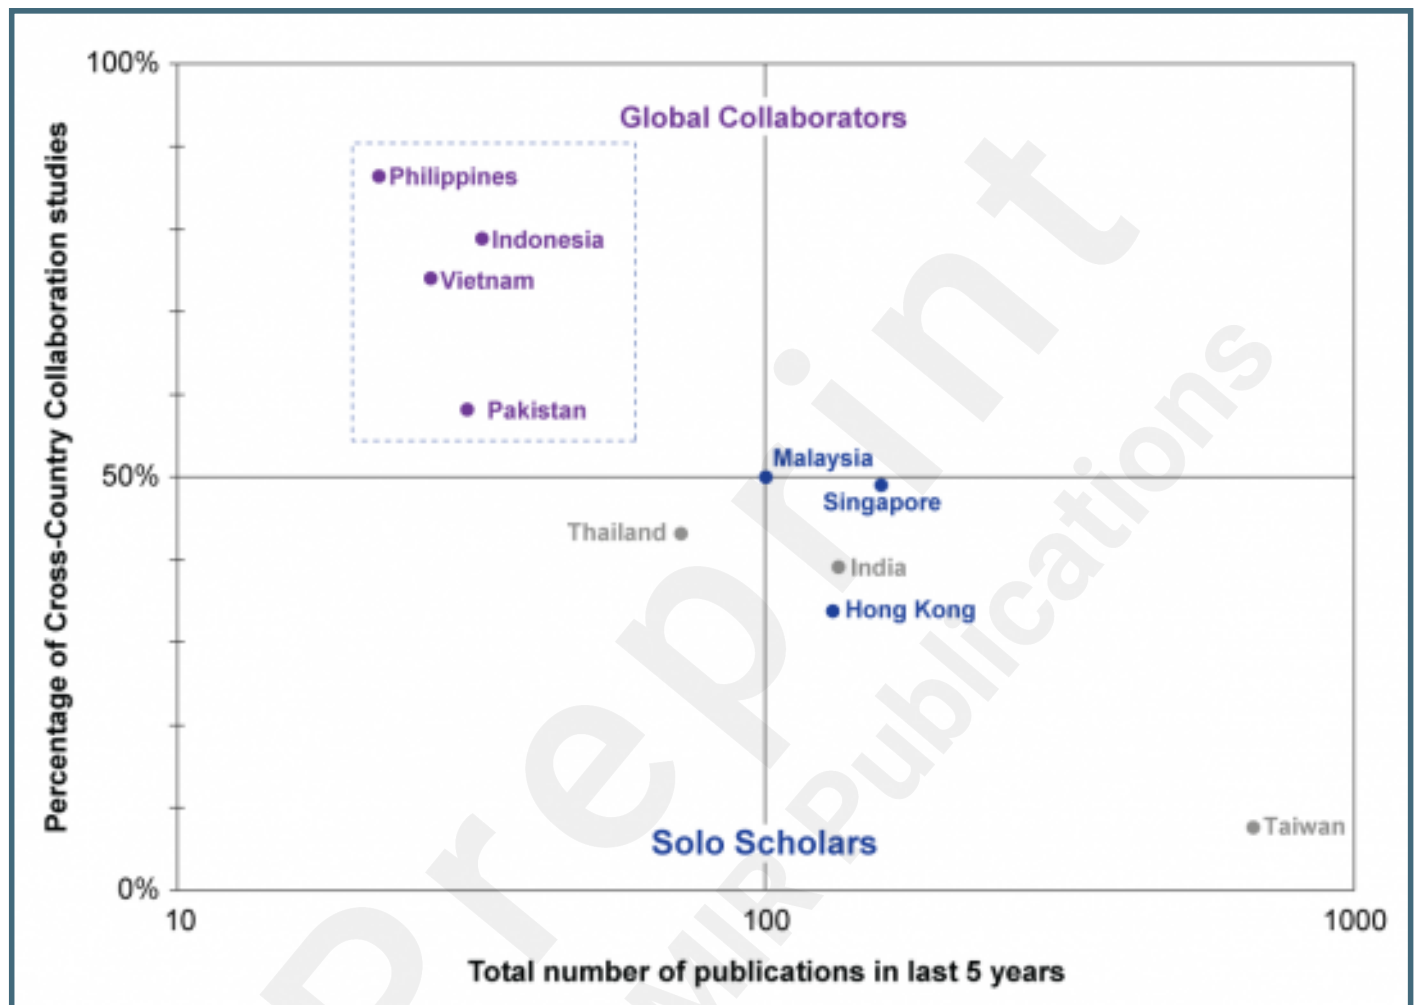 100%
Global Collaborators
Philippines
Indonesia
Vietnam
Pakistan
Malaysia
50%
Singapore
Thailand
India
Hong Kong
Taiwan
Solo Scholars
0%
10
100
1000
Total number of publications in last 5 years
Percentage of Cross-Country Collaboration studies
Preprint
MIR Publications